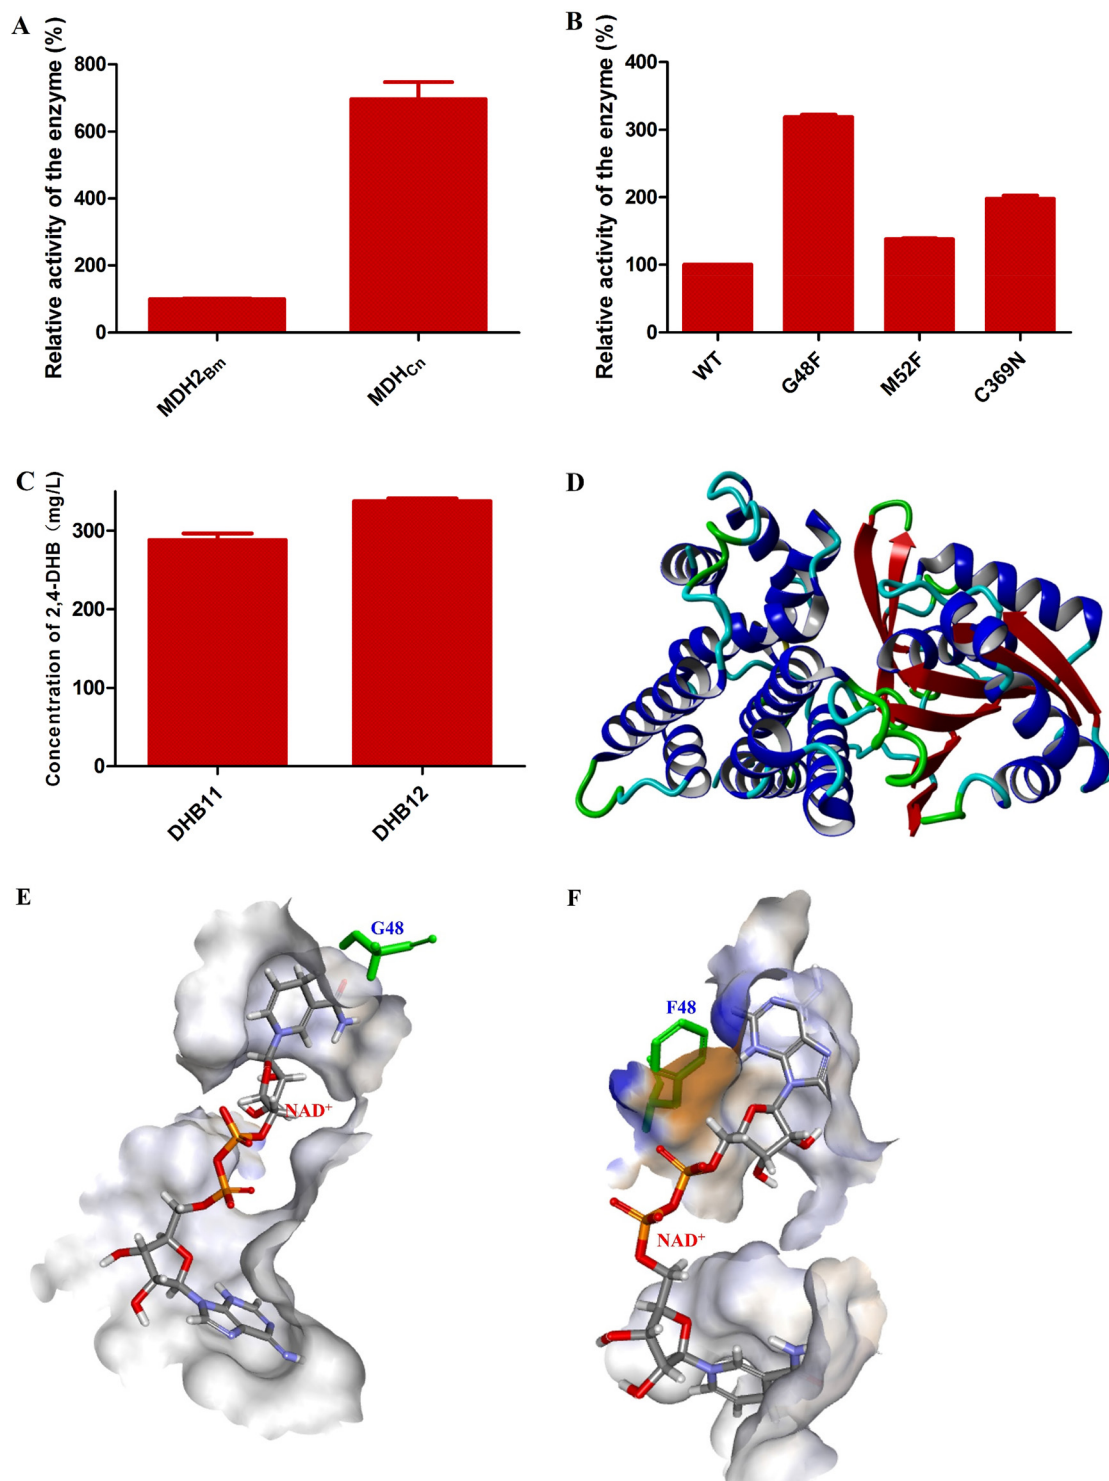 A
Relative activity of the enzyme (%)
800
600
400
200
0
MDH2Bm
MDHCn
B
Relative activity of the enzyme (%)
400
300
200
100
0
WT
G48F
M52F
C369N
C
Concentration of 2,4-DHB (mg/L)
300
200
100
0
DHB11
DHB12
D
E
G48
NAD+
F
F48
NAD+